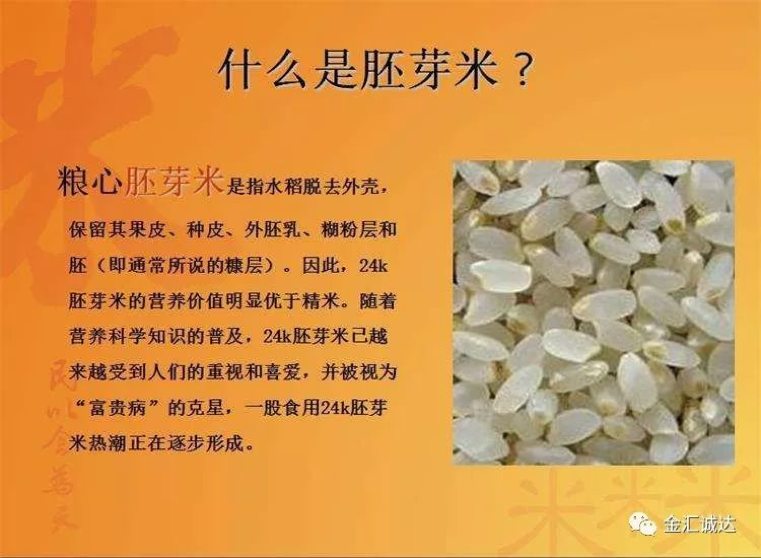 什么是胚芽米？
粮心胚芽米是指水稻脱去外壳，
保留其果皮、种皮、外胚乳、糊粉层和
胚（即通常所说的糠层）。因此，24k
胚芽米的营养价值明显优于精米。随着
营养科学知识的普及，24k胚芽米已越
来越受到人们的重视和喜爱，并被视为
“富贵病”的克星，一股食用24k胚芽
米热潮正在逐步形成。
米
民以食为天
米米米
金汇诚达